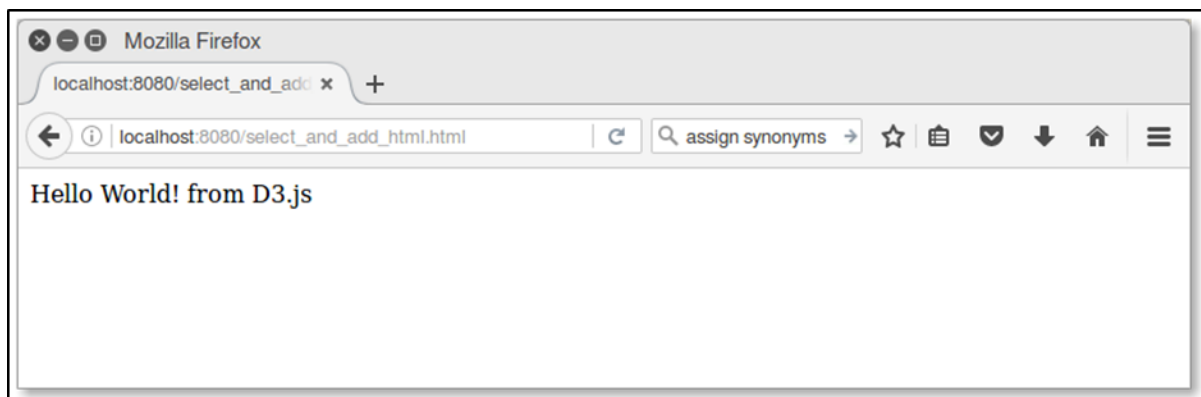 Mozilla Firefox
localhost:8080/select_and_add
localhost:8080/select_and_add_html.html
assign synonyms
Hello World! from D3.js